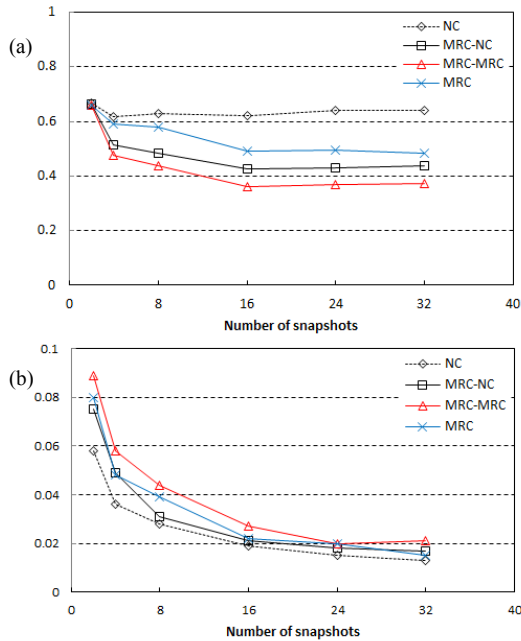 (a)
1
0.8
0.6
0.4
0.2
0
0 8 16 24 32 40
Number of snapshots
NC
MRC-NC
MRC-MRC
MRC
(b)
0.1
0.08
0.06
0.04
0.02
0
0 8 16 24 32 40
Number of snapshots
NC
MRC-NC
MRC-MRC
MRC